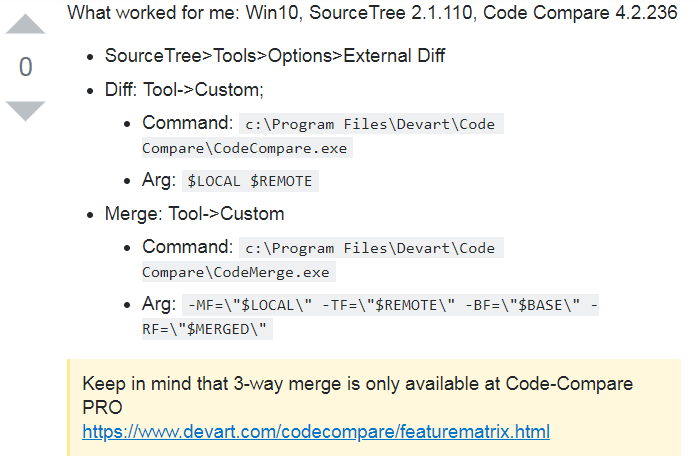 What worked for me: Win10, SourceTree 2.1.110, Code Compare 4.2.236
0
• SourceTree>Tools>Options>External Diff
• Diff: Tool->Custom;
• Command: c:\Program Files\Devart\Code
Compare\CodeCompare.exe
• Arg: $LOCAL $REMOTE
• Merge: Tool->Custom
• Command: c:\Program Files\Devart\Code
Compare\CodeMerge.exe
• Arg: -MF=\"$LOCAL\" -TF=\"$REMOTE\" -BF=\"$BASE\" -
RF=\"$MERGED\"
Keep in mind that 3-way merge is only available at Code-Compare
PRO
https://www.devart.com/codecompare/featurematrix.html